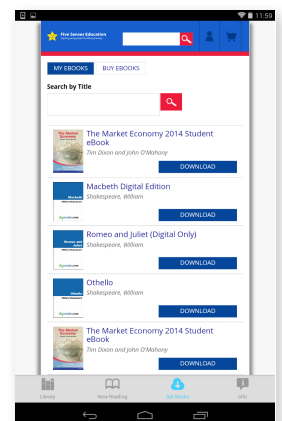 11:59
Five Senses Education
MY EBOOKS
BUY EBOOKS
Search by Title
The Market Economy 2014 Student
eBook
Tim Dixon and John O'Mahony
DOWNLOAD
Macbeth Digital Edition
Shakespeare, William
DOWNLOAD
Romeo and Juliet (Digital Only)
Shakespeare, William
DOWNLOAD
Othello
Shakespeare, William
DOWNLOAD
The Market Economy 2014 Student
eBook
Tim Dixon and John O'Mahony
DOWNLOAD
Library
Now Reading
Get Books
Info